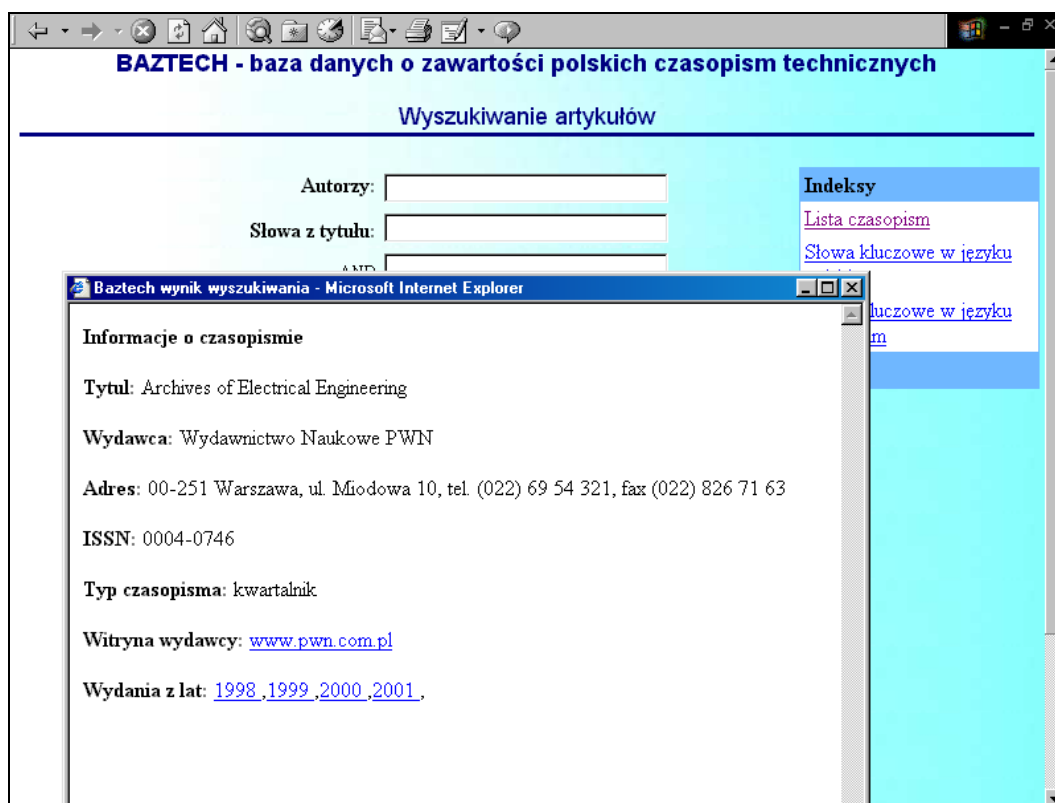 BAZTECH - baza danych o zawartości polskich czasopism technicznych
Wyszukiwanie artykułów
Autorzy:
Słowa z tytułu:
AND
Indeksy
Lista czasopism
Słowa kluczowe w języku
luczowe w języku
m
Baztech wynik wyszukiwania - Microsoft Internet Explorer
Informacje o czasopismie
Tytul: Archives of Electrical Engineering
Wydawca: Wydawnictwo Naukowe PWN
Adres: 00-251 Warszawa, ul. Miodowa 10, tel. (022) 69 54 321, fax (022) 826 71 63
ISSN: 0004-0746
Typ czasopisma: kwartalnik
Witryna wydawcy: www.pwn.com.pl
Wydania z lat: 1998 ,1999 ,2000 ,2001 ,